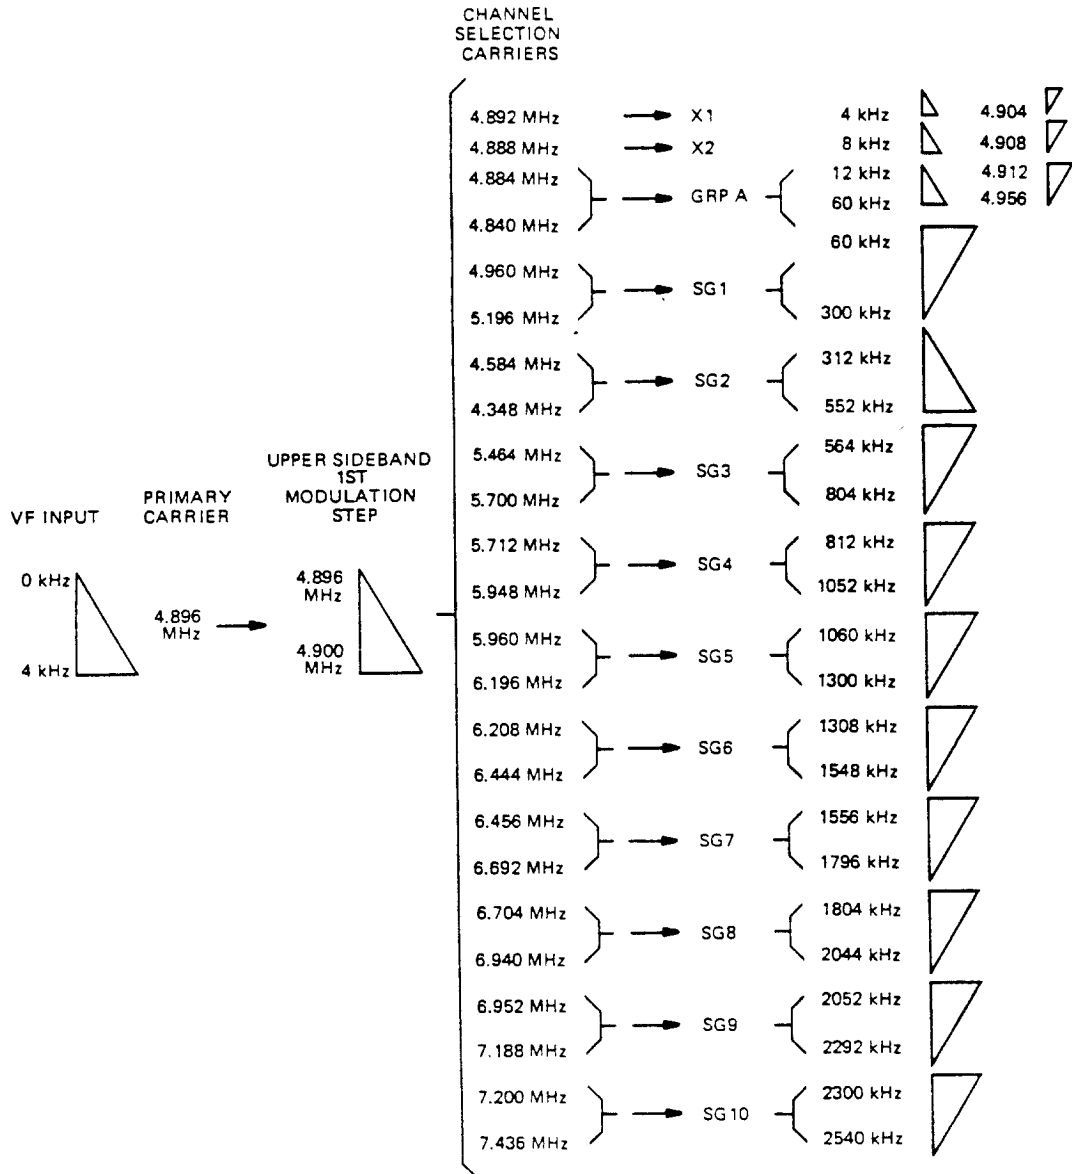 CHANNEL
SELECTION
CARRIERS
4.892 MHz X1 4 kHz 4.904
4.888 MHz X2 8 kHz 4.908
4.884 MHz 12 kHz 4.912
GRP A
60 kHz 4.956
4.840 MHz 60 kHz
4.960 MHz
SG1
5.196 MHz 300 kHz
4.584 MHz 312 kHz
SG2
4.348 MHz 552 kHz
5.464 MHz 564 kHz
SG3
5.700 MHz 804 kHz
5.712 MHz 812 kHz
SG4
5.948 MHz 1052 kHz
5.960 MHz 1060 kHz
SG5
6.196 MHz 1300 kHz
6.208 MHz 1308 kHz
SG6
6.444 MHz 1548 kHz
6.456 MHz 1556 kHz
SG7
6.692 MHz 1796 kHz
6.704 MHz 1804 kHz
SG8
6.940 MHz 2044 kHz
6.952 MHz 2052 kHz
SG9
7.188 MHz 2292 kHz
7.200 MHz 2300 kHz
SG10
7.436 MHz 2540 kHz
VF INPUT
0 kHz
4 kHz
PRIMARY
CARRIER
4.896
MHz
UPPER SIDEBAND
1ST
MODULATION
STEP
4.896
MHz
4.900
MHz